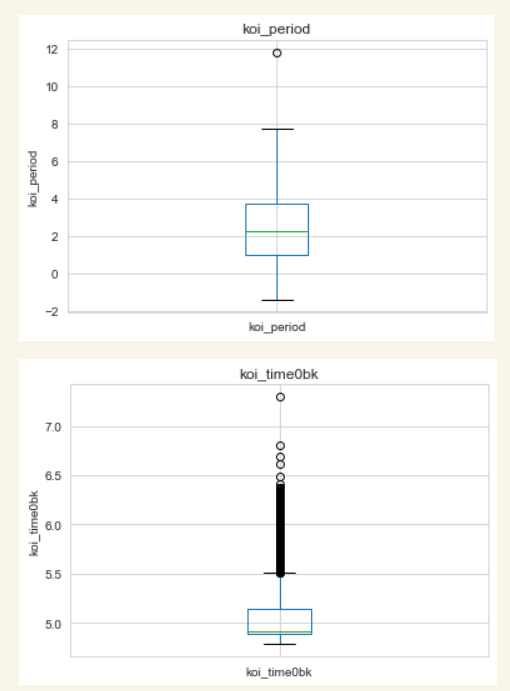 koi_period
12
10
8
6
4
2
0
−2
koi_period
koi_period
koi_time0bk
7.0
6.5
6.0
5.5
5.0
koi_time0bk
koi_time0bk